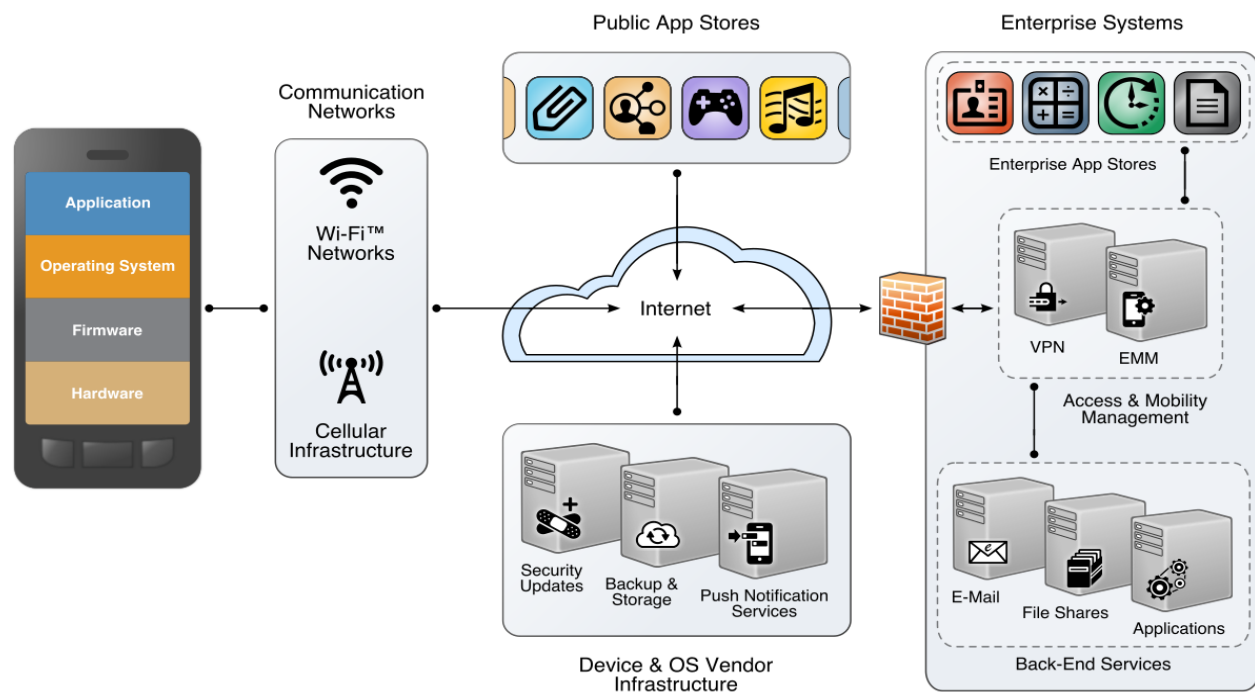 Public App Stores
Enterprise Systems
Communication
Networks
Application
Operating System
Firmware
Hardware
Wi-Fi™
Networks
Cellular
Infrastructure
Internet
Enterprise App Stores
VPN
EMM
Access & Mobility
Management
Security
Updates
Backup &
Storage
Push Notification
Services
Device & OS Vendor
Infrastructure
E-Mail
File Shares
Applications
Back-End Services